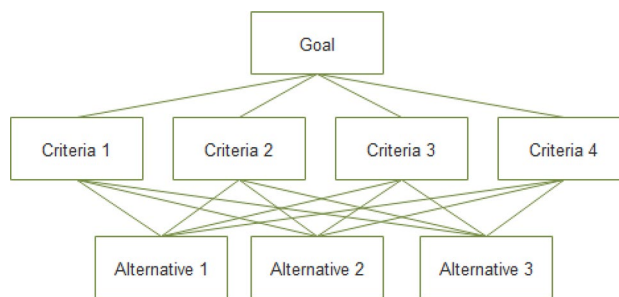 Goal
Criteria 1
Criteria 2
Criteria 3
Criteria 4
Alternative 1
Alternative 2
Alternative 3